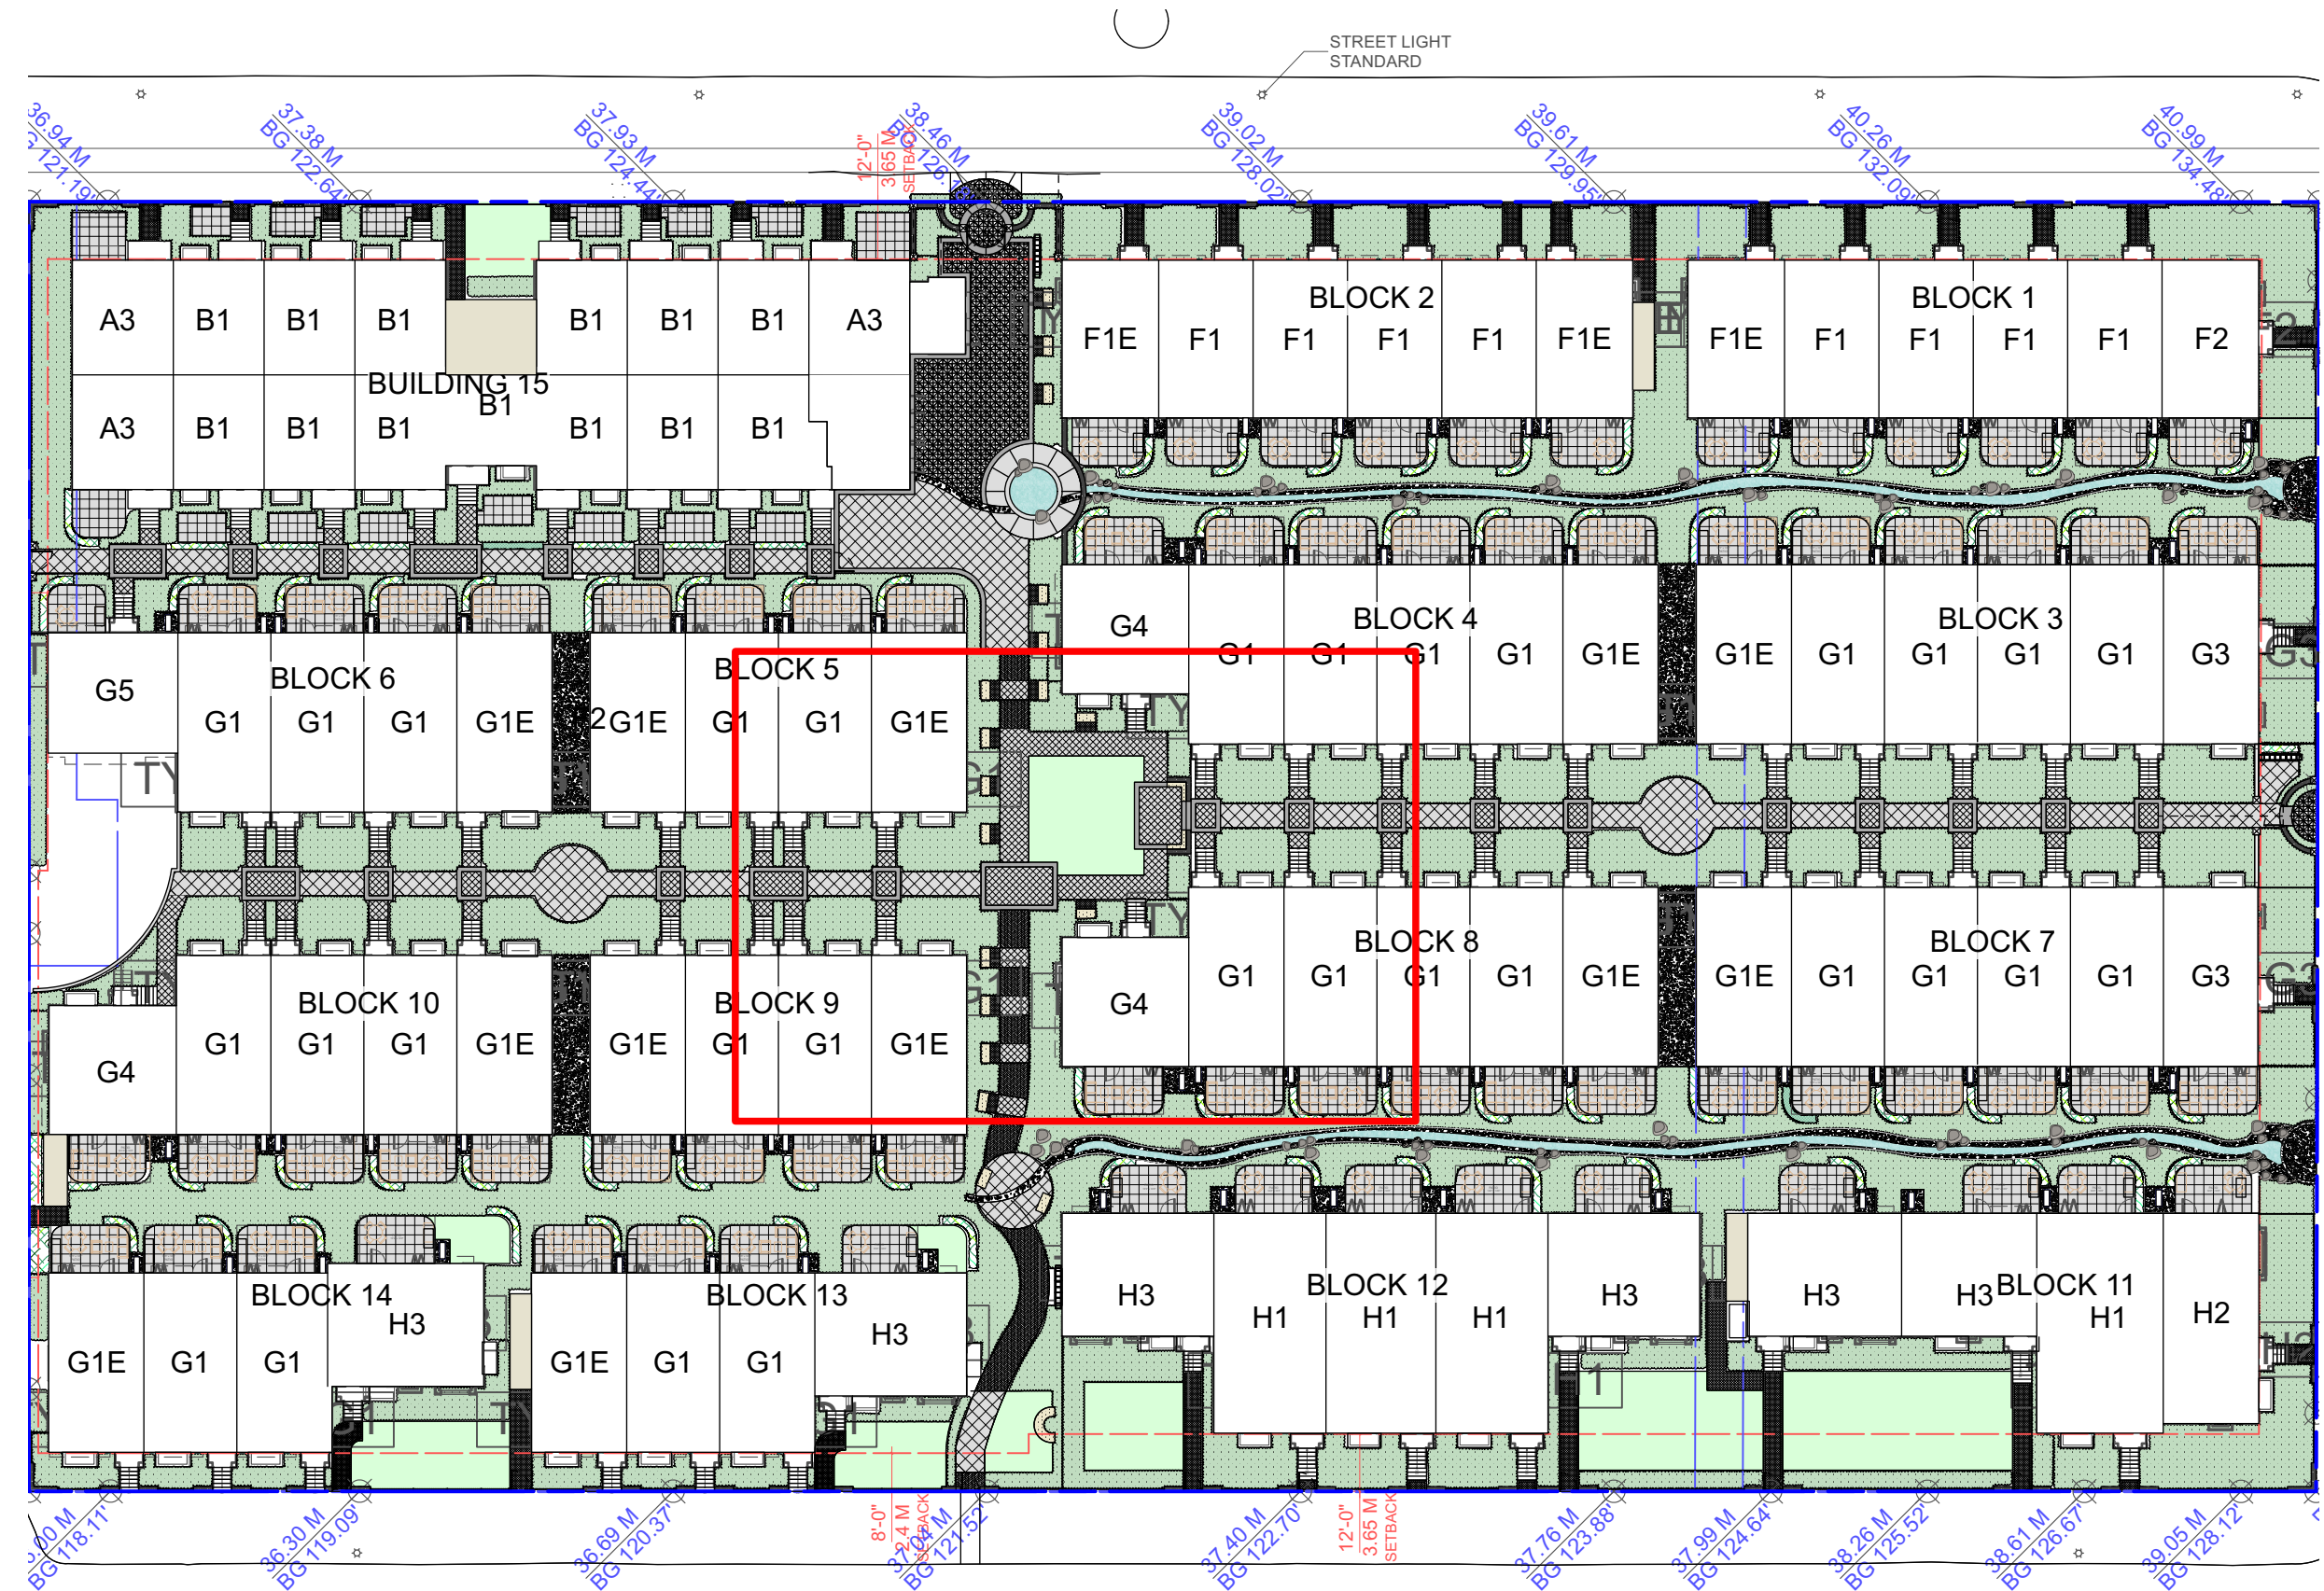 STREET LIGHT
STANDARD
36.94 M
BG 121.19'
37.38 M
BG 122.64'
37.93 M
BG 124.44'
12'-0"
3.65 M
SETBACK
38.46 M
39.02 M
BG 128.02'
39.61 M
BG 129.95'
40.26 M
BG 132.09'
40.99 M
BG 134.48'
A3 B1 B1 B1 B1 B1 B1 A3
BUILDING 15
B1
A3 B1 B1 B1 B1 B1 B1
BLOCK 2
F1E F1 F1 F1 F1 F1E
BLOCK 1
F1E F1 F1 F1 F1 F2
BLOCK 4
G4 G1 G1 G1 G1 G1E
BLOCK 3
G1E G1 G1 G1 G1 G3
BLOCK 6
G5 G1 G1 G1 G1E
BLOCK 5
2 G1E G1 G1 G1E
BLOCK 8
G4 G1 G1 G1 G1 G1E
BLOCK 7
G1E G1 G1 G1 G1 G3
BLOCK 10
G4 G1 G1 G1 G1E
BLOCK 9
G1E G1 G1 G1E
BLOCK 14
G1E G1 G1 H3
BLOCK 13
G1E G1 G1 H3
BLOCK 12
H3 H1 H1 H1 H3
BLOCK 11
H3 H3 H1 H2
BG 118.11'
36.30 M
BG 119.09'
36.69 M
BG 120.37'
8'-0"
2.4 M
SETBACK
37.04 M
BG 121.52'
37.40 M
BG 122.70'
12'-0"
3.65 M
SETBACK
37.76 M
BG 123.88'
37.99 M
BG 124.64'
38.26 M
BG 125.52'
38.61 M
BG 126.67'
39.05 M
BG 128.12'